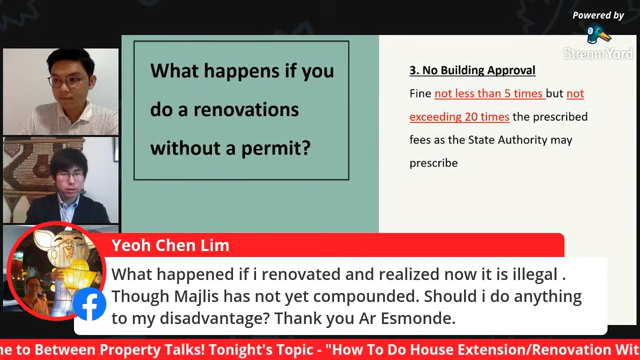 Powered by
StreamYard
What happens if you
do a renovations
without a permit?
3. No Building Approval
Fine not less than 5 times but not
exceeding 20 times the prescribed
fees as the State Authority may
prescribe
Yeoh Chen Lim
What happened if i renovated and realized now it is illegal .
Though Majlis has not yet compounded. Should i do anything
to my disadvantage? Thank you Ar Esmonde.
ne to Between Property Talks! Tonight's Topic - "How To Do House Extension/Renovation Wit